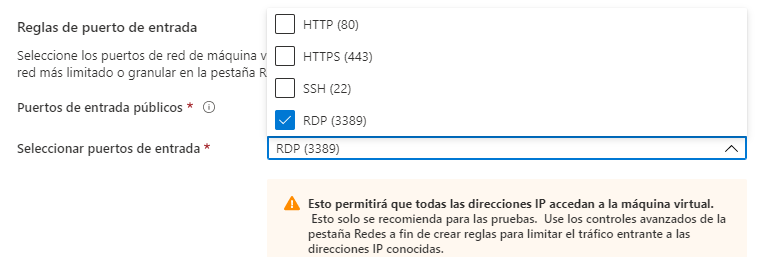 Reglas de puerto de entrada
HTTP (80)
HTTPS (443)
SSH (22)
RDP (3389)
Seleccione los puertos de red de máquina
red más limitado o granular en la pestaña
Puertos de entrada públicos *
Seleccionar puertos de entrada *
RDP (3389)
Esto permitirá que todas las direcciones IP accedan a la máquina virtual.
Esto solo se recomienda para las pruebas. Use los controles avanzados de la
pestaña Redes a fin de crear reglas para limitar el tráfico entrante a las
direcciones IP conocidas.